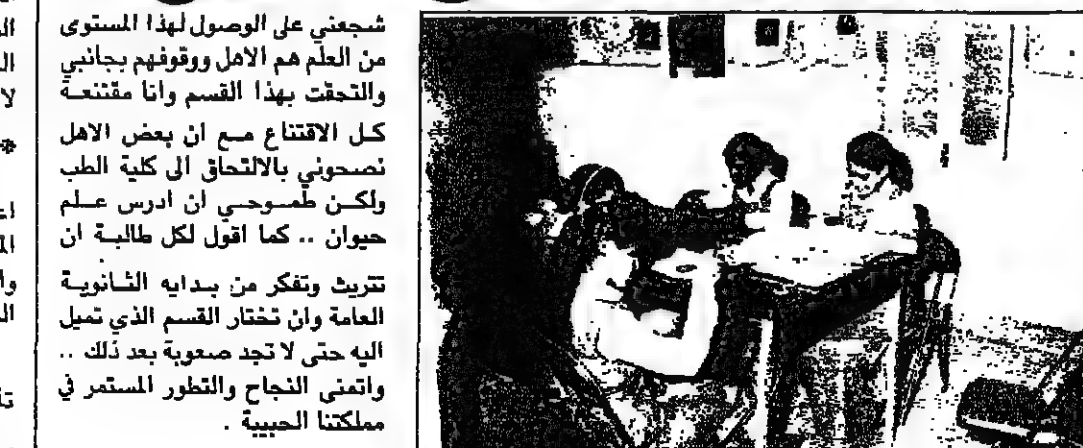 شجعني على الوصول لهذا المستوى
من العلم هم الاهل ووقوفهم بجانبي
والتحقت بهذا القسم وانا مقتنعة
كل الاقتناع مع ان بعض الاهل
نصحوني بالالتحاق الى كلية الطب
ولكن طموحي ان ادرس علم
حيوان .. كما اقول لكل طالبة ان
تتريث وتفكر من بدايه الثانوية
العامة وان تختار القسم الذي تميل
اليه حتى لا تجد صعوبة بعد ذلك ..
واتمنى النجاح والتطور المستمر في
مملكتنا الحبيبة .